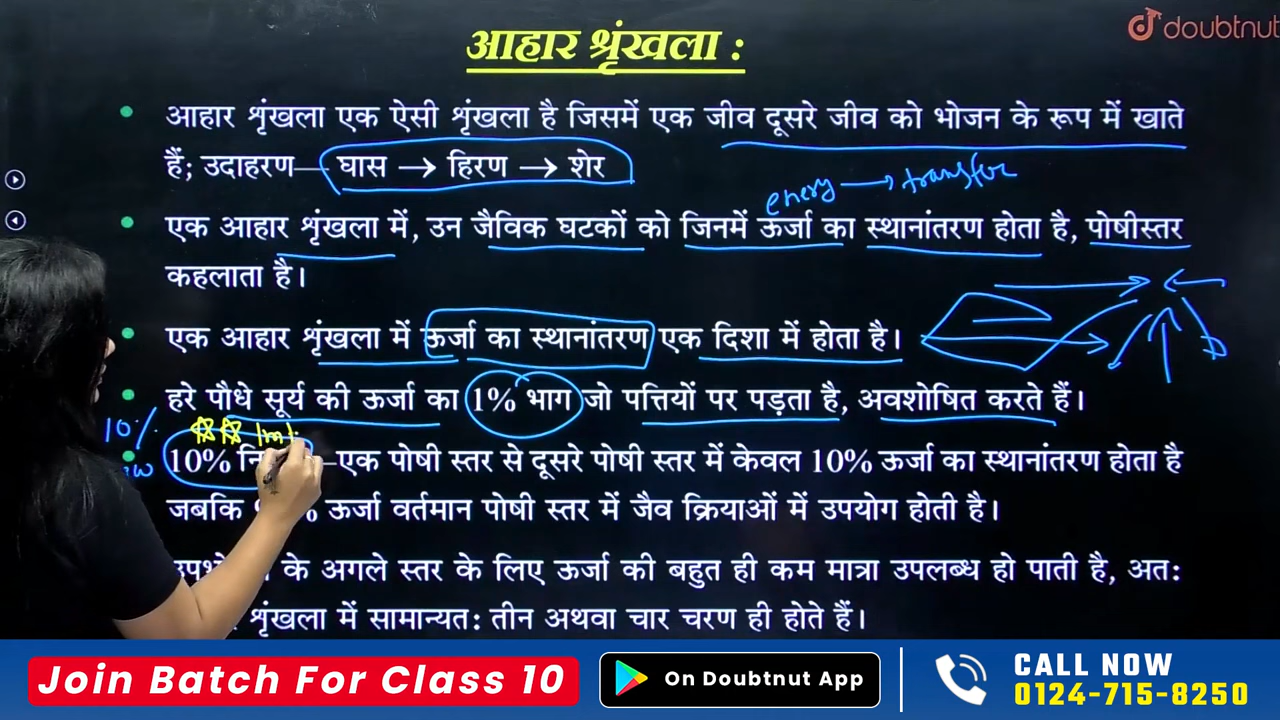 आहार श्रृंखला :
doubtnut
आहार शृंखला एक ऐसी शृंखला है जिसमें एक जीव दूसरे जीव को भोजन के रूप में खाते
हैं; उदाहरण— घास → हिरण → शेर
energy → transfer
एक आहार शृंखला में, उन जैविक घटकों को जिनमें ऊर्जा का स्थानांतरण होता है, पोषीस्तर
कहलाता है।
एक आहार शृंखला में ऊर्जा का स्थानांतरण एक दिशा में होता है।
हरे पौधे सूर्य की ऊर्जा का 1% भाग जो पत्तियों पर पड़ता है, अवशोषित करते हैं।
10%
10% —एक पोषी स्तर से दूसरे पोषी स्तर में केवल 10% ऊर्जा का स्थानांतरण होता है
जबकि ऊर्जा वर्तमान पोषी स्तर में जैव क्रियाओं में उपयोग होती है।
के अगले स्तर के लिए ऊर्जा की बहुत ही कम मात्रा उपलब्ध हो पाती है, अत:
शृंखला में सामान्यत: तीन अथवा चार चरण ही होते हैं।
Join Batch For Class 10
On Doubtnut App
CALL NOW
0124-715-8250